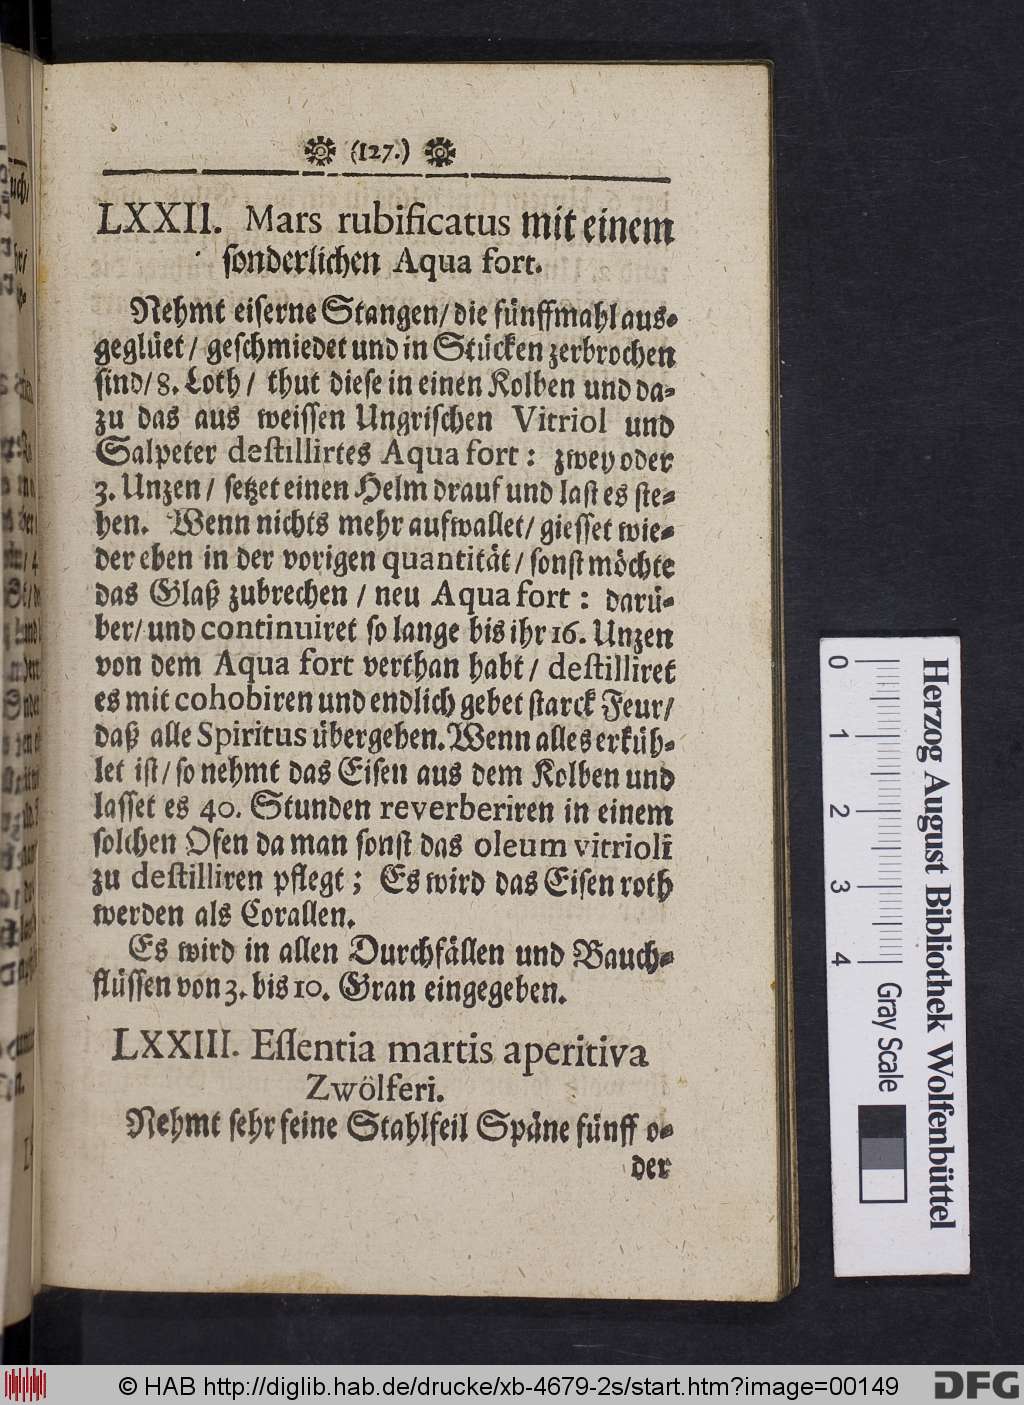 (127.)
LXXII. Mars rubificatus mit einem
sonderlichen Aqua fort.
Nehmt eiserne Stangen/ die fünffmahl aus-
geglüet/ geschmiedet und in Stücken zerbrochen
sind/ 8. Loth/ thut diese in einen Kolben und da-
zu das aus weissen Ungrischen Vitriol und
Salpeter destillirtes Aqua fort: zwey oder
3. Unzen/ setzet einen Helm drauf und last es ste-
hen. Wenn nichts mehr aufwallet/ giesset wie-
der eben in der vorigen quantität/ sonst möchte
das Glaß zubrechen/ neu Aqua fort: darü-
ber/ und continuiret so lange bis ihr 16. Unzen
von dem Aqua fort verthan habt/ destilliret
es mit cohobiren und endlich gebet starck Feur/
daß alle Spiritus übergehen. Wenn alles erküh-
let ist/ so nehmt das Eisen aus dem Kolben und
lasset es 40. Stunden reverberiren in einem
solchen Ofen da man sonst das oleum vitrioli
zu destilliren pflegt; Es wird das Eisen roth
werden als Corallen.
Es wird in allen Durchfällen und Bauch-
flüssen von 3. bis 10. Gran eingegeben.
LXXIII. Essentia martis aperitiva
Zwölferi.
Nehmt sehr feine Stahlfeil Späne fünff o-
der
0 1 2 3 4
Herzog August Bibliothek Wolfenbüttel
Gray Scale
© HAB http://diglib.hab.de/drucke/xb-4679-2s/start.htm?image=00149
DFG